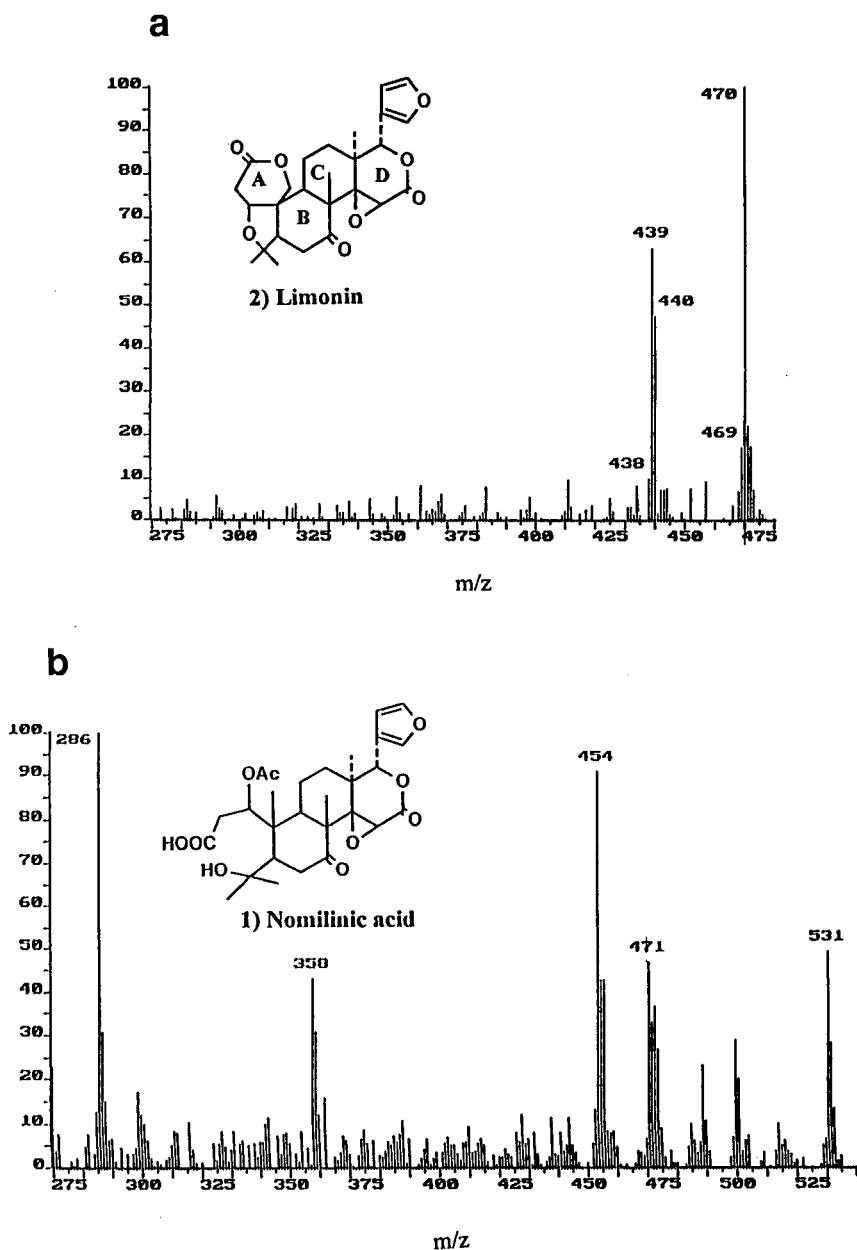 a
100
90
80
70
60
50
40
30
20
10
0
470
439
440
469
438
O
O
O
A
B
C
D
O
O
O
O
O
2) Limonin
275 300 325 350 375 400 425 450 475
m/z
b
100
90
80
70
60
50
40
30
20
10
0
286
358
454
471
531
O
OAc
HOOC
HO
O
O
O
O
1) Nomilinic acid
300 325 350 375 400 425 450 475 500 525
275
m/z